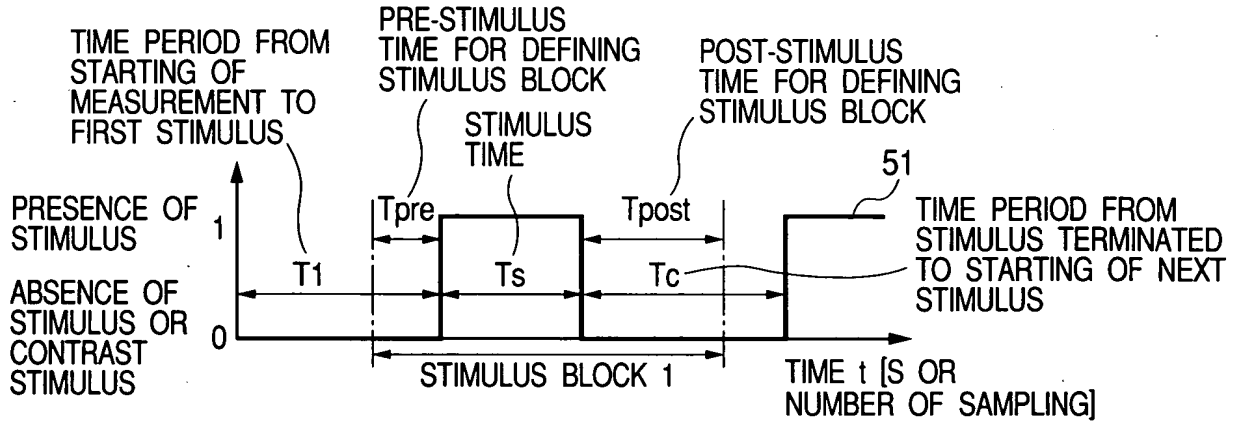 TIME PERIOD FROM
STARTING OF
MEASUREMENT TO
FIRST STIMULUS
PRE-STIMULUS
TIME FOR DEFINING
STIMULUS BLOCK
POST-STIMULUS
TIME FOR DEFINING
STIMULUS BLOCK
STIMULUS
TIME
51
PRESENCE OF
STIMULUS
1
Tpre
Tpost
TIME PERIOD FROM
STIMULUS TERMINATED
TO STARTING OF NEXT
STIMULUS
T1
Ts
Tc
ABSENCE OF
STIMULUS OR
CONTRAST
STIMULUS
0
STIMULUS BLOCK 1
TIME t [S OR
NUMBER OF SAMPLING]